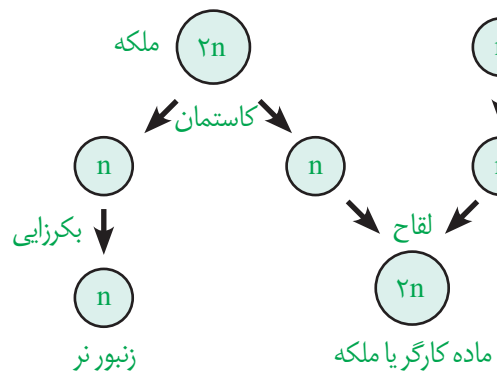 ملکه
۲n
n
کاستمان
n
n
n
بکرزایی
لقاح
n
۲n
زنبور نر
ماده کارگر یا ملکه